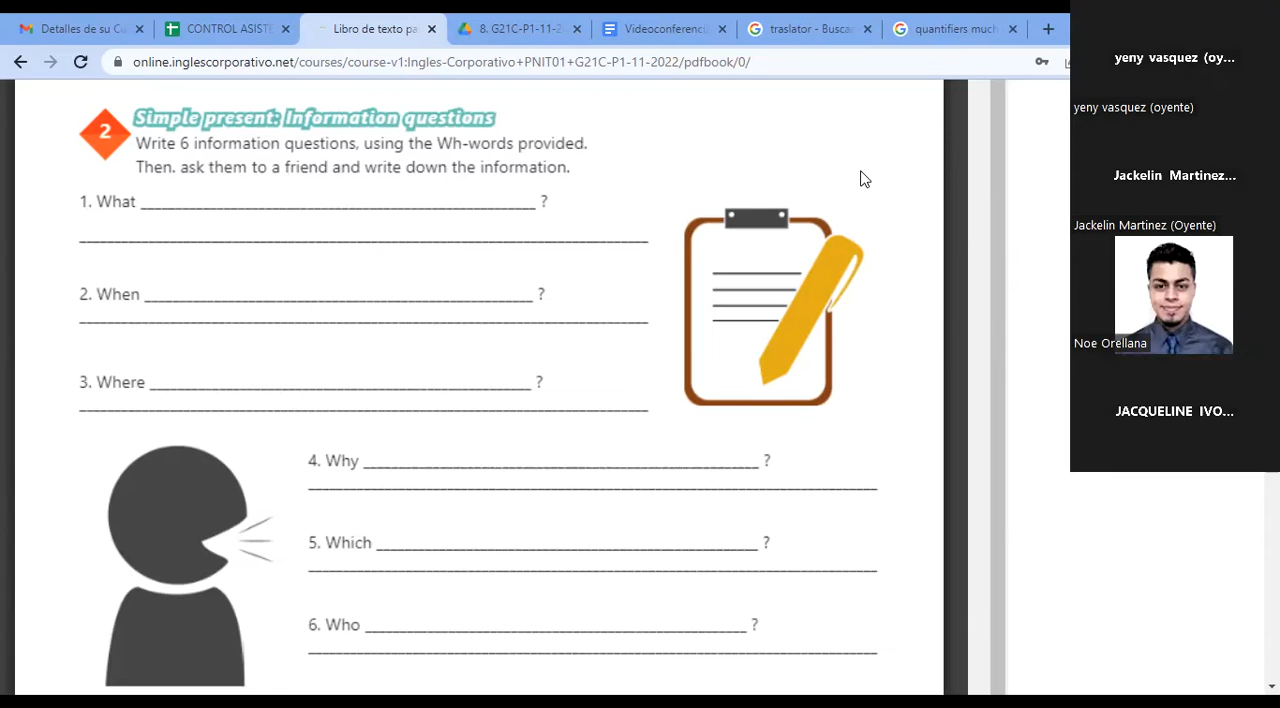 Detalles de su C
CONTROL ASISTE
Libro de texto pa
8. G21C-P1-11-2
Videoconferenci
traslator - Buscar
quantifiers much
online.inglescorporativo.net/courses/course-v1:Ingles-Corporativo+PNIT01+G21C-P1-11-2022/pdfbook/0/
2
Simple present: Information questions
Write 6 information questions, using the Wh-words provided.
Then. ask them to a friend and write down the information.
1. What ?
2. When ?
3. Where ?
4. Why ?
5. Which ?
6. Who ?
yeny vasquez (oy...
yeny vasquez (oyente)
Jackelin Martinez...
Jackelin Martinez (Oyente)
Noe Orellana
JACQUELINE IVO...